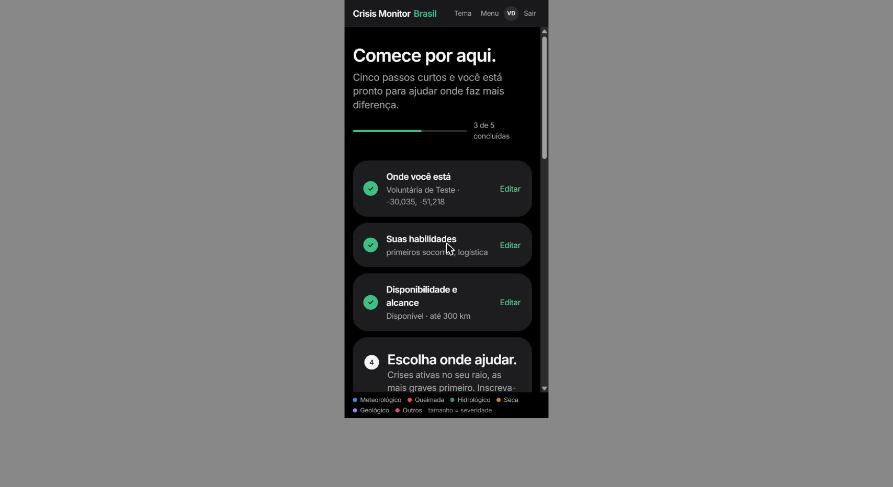 Crisis Monitor Brasil
Tema Menu VD Sair
Comece por aqui.
Cinco passos curtos e você está
pronto para ajudar onde faz mais
diferença.
3 de 5
concluídas
Onde você está
Voluntária de Teste ·
-30,035, -51,218
Editar
Suas habilidades
primeiros socorros, logística
Editar
Disponibilidade e
alcance
Disponível · até 300 km
Editar
4
Escolha onde ajudar.
Crises ativas no seu raio, as
mais graves primeiro. Inscreva-
Meteorológico Queimada Hidrológico Seca
Geológico Outros tamanho = severidade